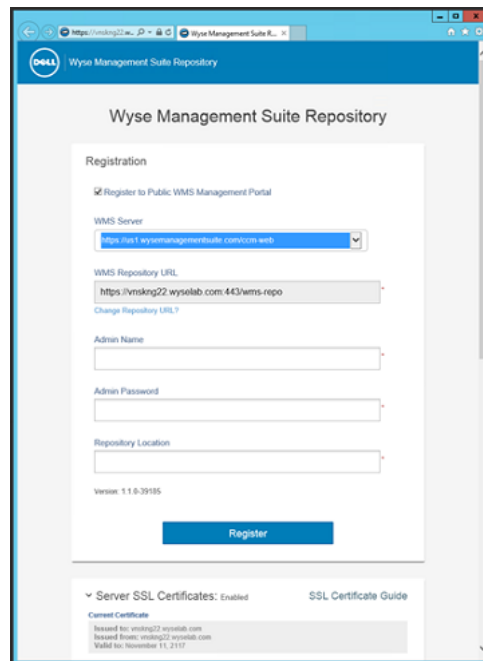 https://vnskng22.w...
Wyse Management Suite R...
DELL
Wyse Management Suite Repository
Wyse Management Suite Repository
Registration
Register to Public WMS Management Portal
WMS Server
https://us1.wysemanagementsuite.com/ccm-web
WMS Repository URL
https://vnskng22.wyselab.com:443/wms-repo
*
Change Repository URL?
Admin Name
*
Admin Password
*
Repository Location
*
Version: 1.1.0-39185
Register
Server SSL Certificates: Enabled
SSL Certificate Guide
Current Certificate
Issued to: vnskng22.wyselab.com
Issued from: vnskng22.wyselab.com
Valid to: November 11, 2117